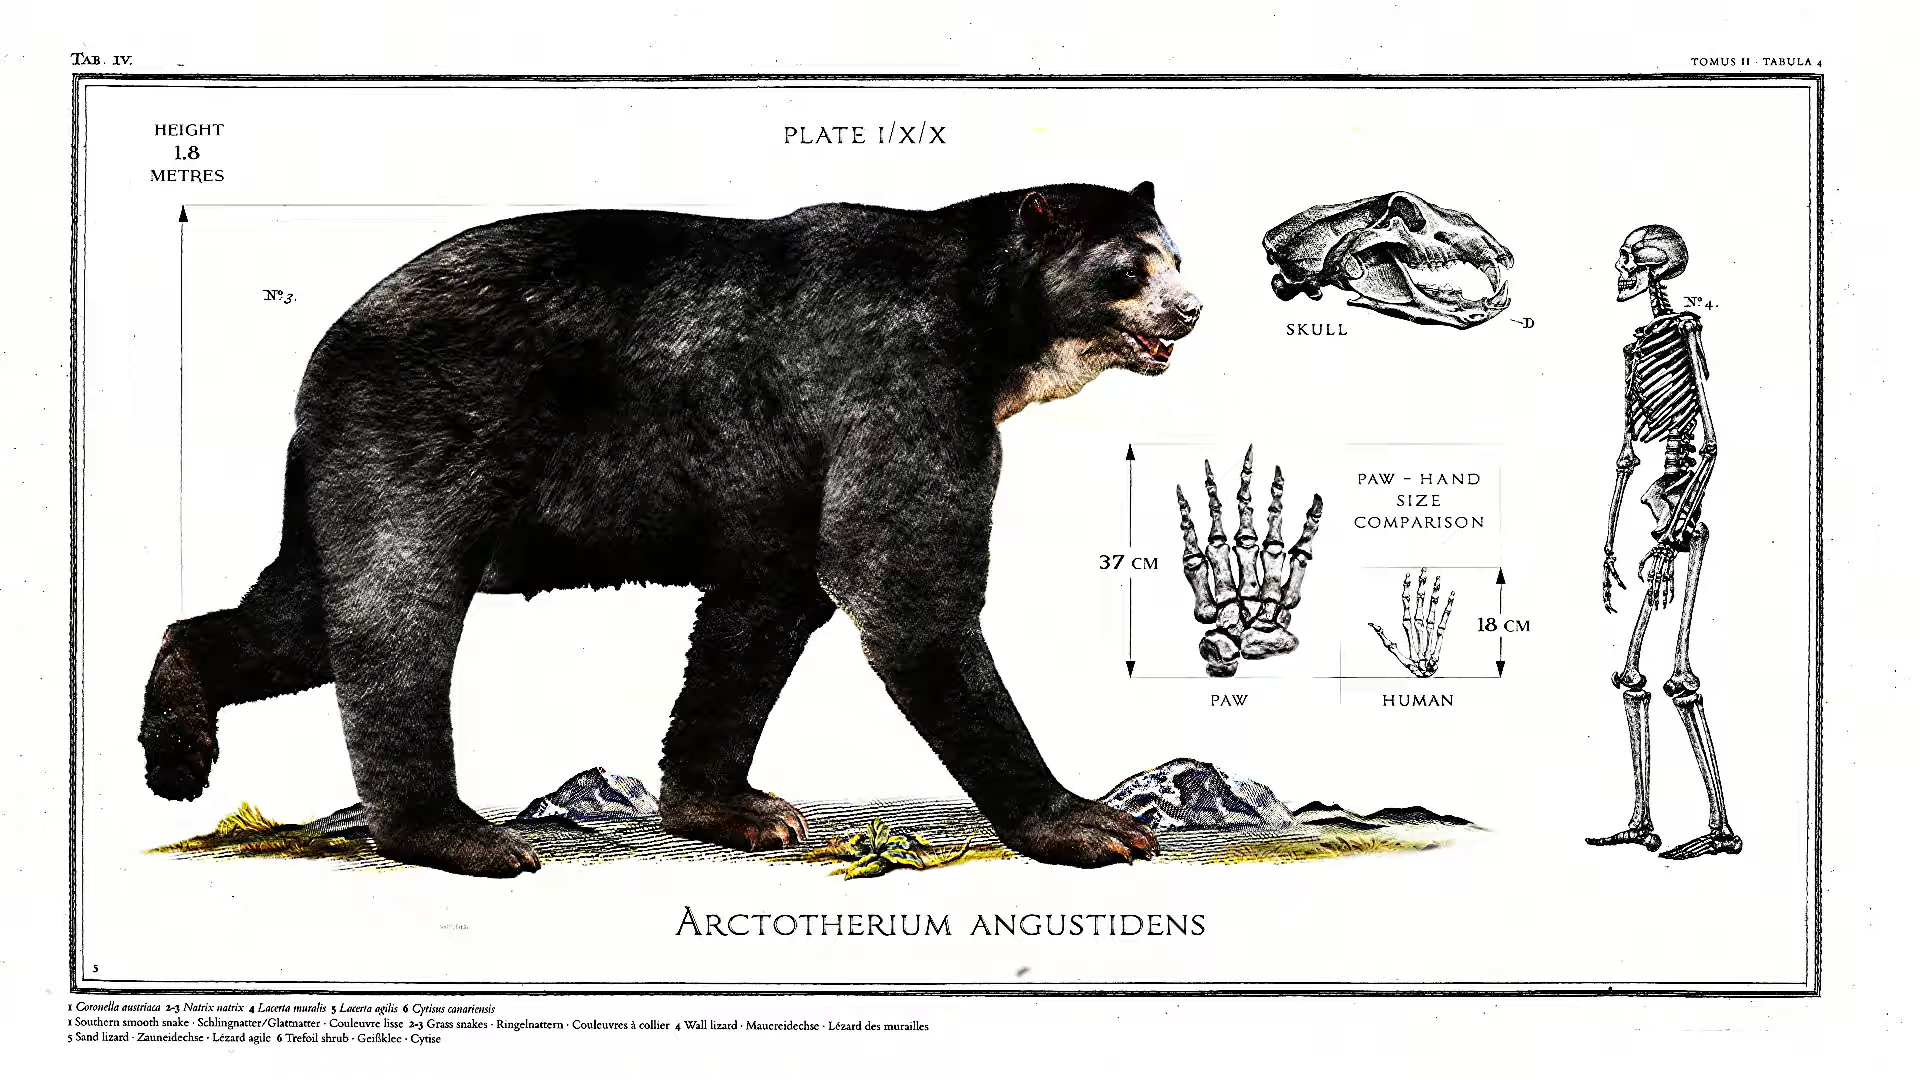 TAB. IV.
TOMUS II · TABULA 4
HEIGHT
1.8
METRES
PLATE I/X/X
Nº 3.
SKULL
D
Nº 4.
PAW - HAND
SIZE
COMPARISON
37 CM
18 CM
PAW
HUMAN
ARCTOTHERIUM ANGUSTIDENS
5
1 Coronella austriaca 2-3 Natrix natrix 4 Lacerta muralis 5 Lacerta agilis 6 Cytisus canariensis
1 Southern smooth snake · Schlingnatter/Glattnatter · Couleuvre lisse 2-3 Grass snakes · Ringelnattern · Couleuvres à collier 4 Wall lizard · Mauereidechse · Lézard des murailles
5 Sand lizard · Zauneidechse · Lézard agile 6 Trefoil shrub · Geißklee · Cytise